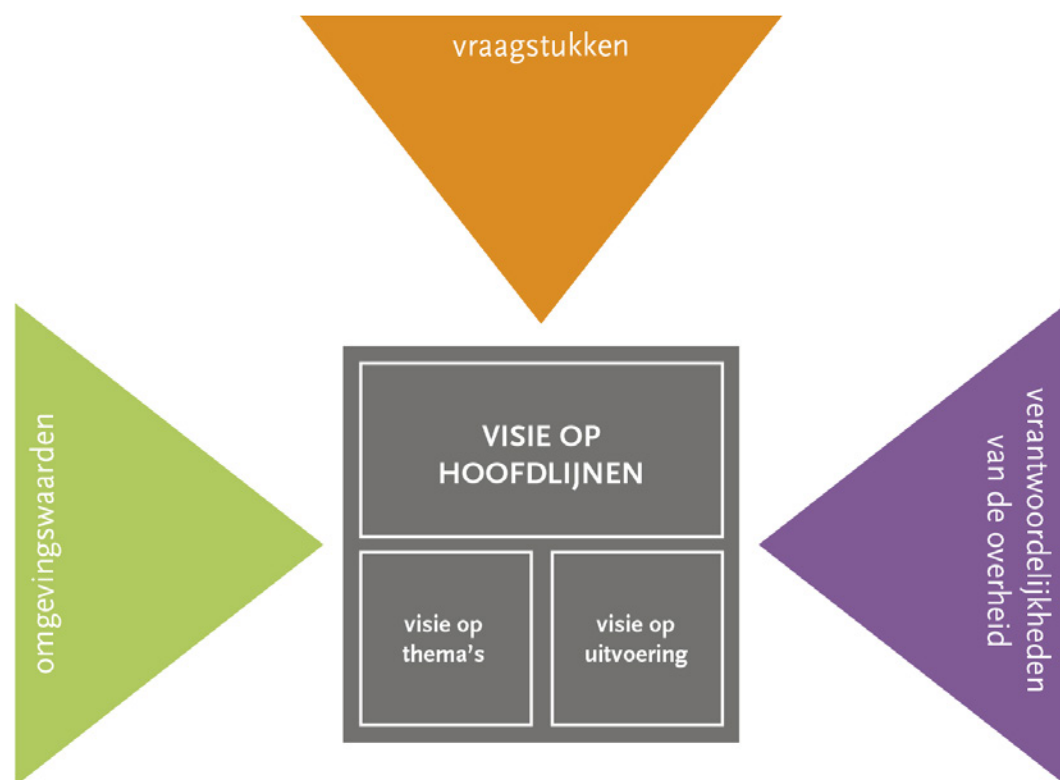 vraagstukken
omgevingswaarden
VISIE OP
HOOFDLIJNEN
visie op
thema's
visie op
uitvoering
verantwoordelijkheden
van de overheid